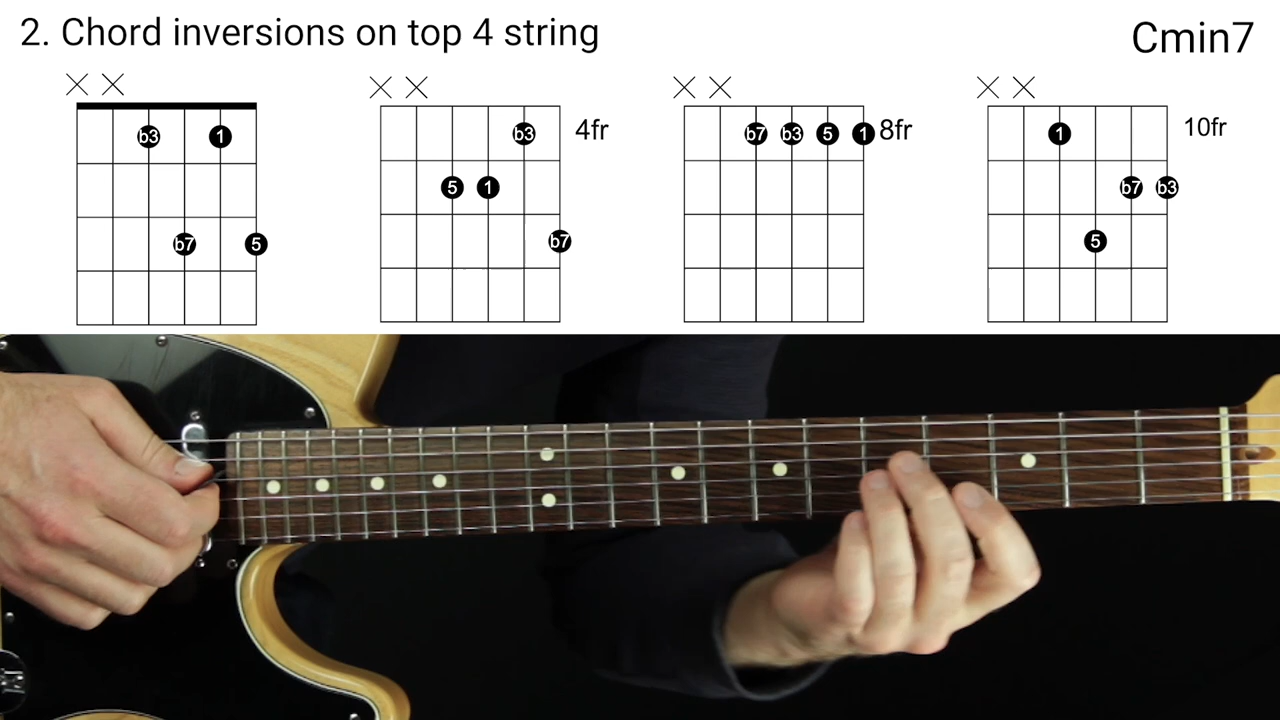 2. Chord inversions on top 4 string
Cmin7
b3 1
b7 5
4fr
b3
5 1
b7
8fr
b7 b3 5 1
10fr
1
b7 b3
5